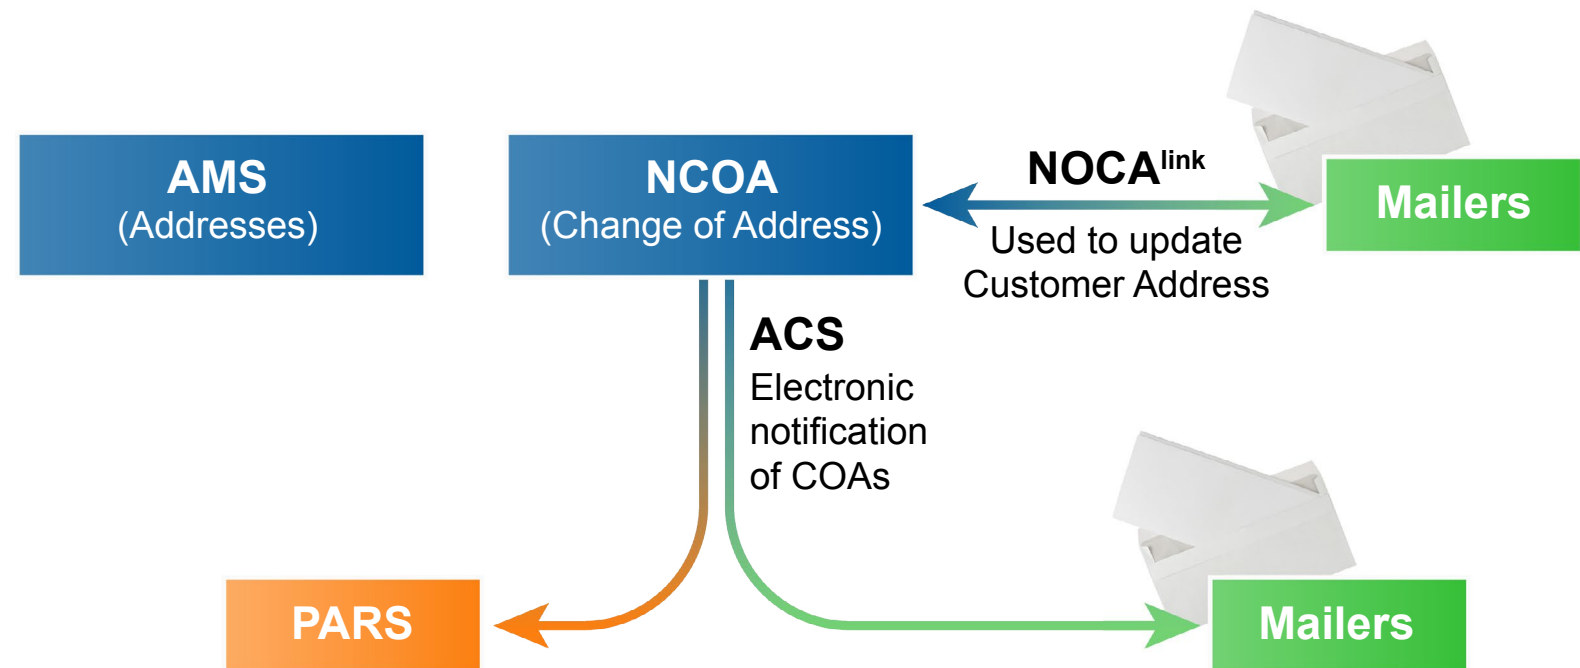 AMS
(Addresses)
NCOA
(Change of Address)
NOCAlink
Used to update
Customer Address
Mailers
ACS
Electronic
notification
of COAs
PARS
Mailers